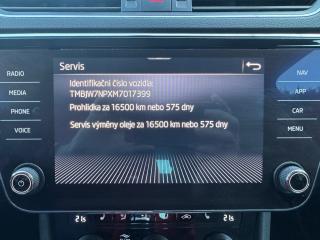 Servis
RADIO
MEDIA
PHONE
VOICE
Identifikační číslo vozidla:
TMBJW7NPXM7017399
Prohlídka za 16500 km nebo 575 dny
Servis výměny oleje za 16500 km nebo 575 dny
NAV
APP
CAR
MENU